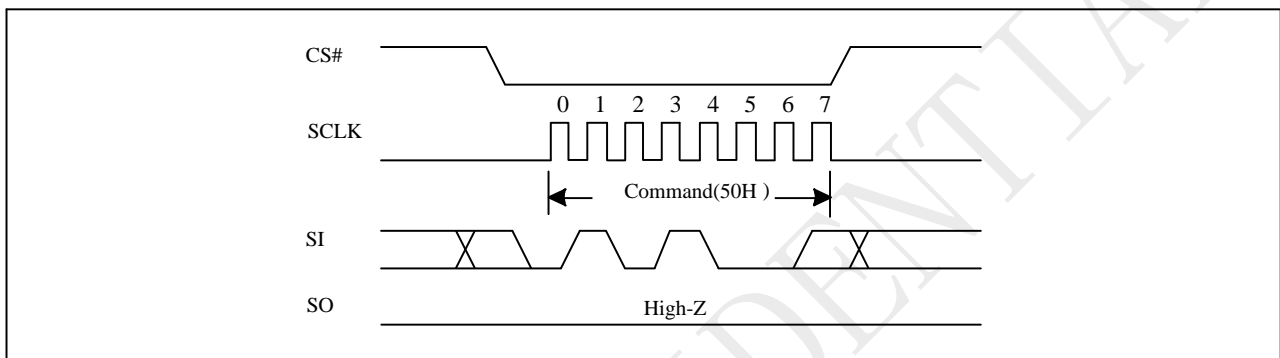 CS#
0 1 2 3 4 5 6 7
SCLK
Command(50H )
SI
SO
High-Z